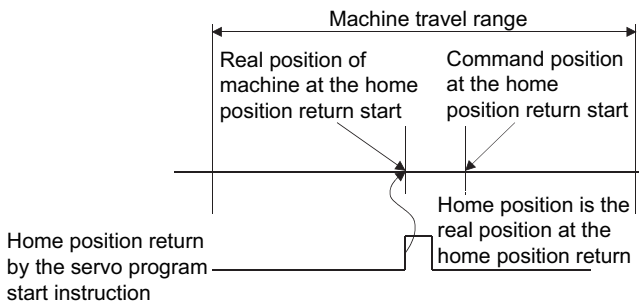 Machine travel range
Real position of
machine at the home
position return start
Command position
at the home
position return start
Home position is the
real position at the
home position return
Home position return
by the servo program
start instruction